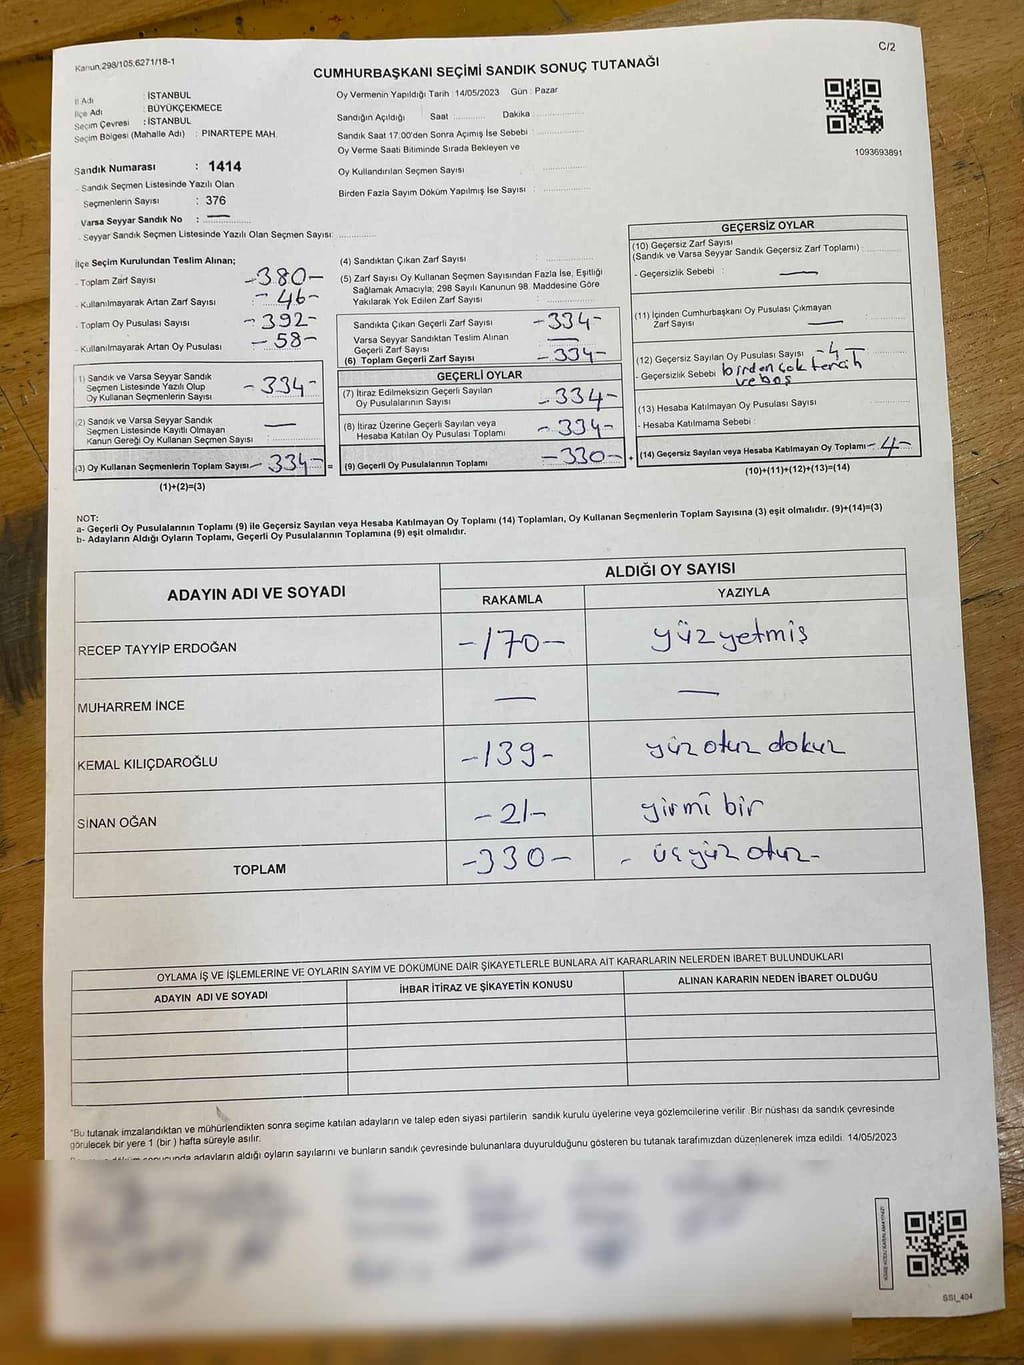 Kanun,298/105,6271/18-1
C/2
CUMHURBAŞKANI SEÇİMİ SANDIK SONUÇ TUTANAĞI
İl Adı : İSTANBUL
İlçe Adı : BÜYÜKÇEKMECE
Seçim Çevresi : İSTANBUL
Seçim Bölgesi (Mahalle Adı) : PINARTEPE MAH.
Sandık Numarası : 1414
- Sandık Seçmen Listesinde Yazılı Olan
Seçmenlerin Sayısı : 376
Varsa Seyyar Sandık No : —
- Seyyar Sandık Seçmen Listesinde Yazılı Olan Seçmen Sayısı:
Oy Vermenin Yapıldığı Tarih :14/05/2023 Gün : Pazar
Sandığın Açıldığı Saat Dakika :
Sandık Saat 17:00'den Sonra Açımış İse Sebebi :
Oy Verme Saati Bitiminde Sırada Bekleyen ve
Oy Kullandırılan Seçmen Sayısı :
Birden Fazla Sayım Döküm Yapılmış İse Sayısı :
1093693891
İlçe Seçim Kurulundan Teslim Alınan;
- Toplam Zarf Sayısı -380-
- Kullanılmayarak Artan Zarf Sayısı -46-
- Toplam Oy Pusulası Sayısı -392-
- Kullanılmayarak Artan Oy Pusulası -58-
1) Sandık ve Varsa Seyyar Sandık
Seçmen Listesinde Yazılı Olup
Oy Kullanan Seçmenlerin Sayısı -334-
(2) Sandık ve Varsa Seyyar Sandık
Seçmen Listesinde Kayıtlı Olmayan
Kanun Gereği Oy Kullanan Seçmen Sayısı : —
(3) Oy Kullanan Seçmenlerin Toplam Sayısı -334- =
(1)+(2)=(3)
(4) Sandıktan Çıkan Zarf Sayısı :
(5) Zarf Sayısı Oy Kullanan Seçmen Sayısından Fazla İse, Eşitliği
Sağlamak Amacıyla; 298 Sayılı Kanunun 98. Maddesine Göre
Yakılarak Yok Edilen Zarf Sayısı :
Sandıkta Çıkan Geçerli Zarf Sayısı -334-
Varsa Seyyar Sandıktan Teslim Alınan
Geçerli Zarf Sayısı —
(6) Toplam Geçerli Zarf Sayısı -334-
GEÇERLİ OYLAR
(7) İtiraz Edilmeksizin Geçerli Sayılan
Oy Pusulalarının Sayısı -334-
(8) İtiraz Üzerine Geçerli Sayılan veya
Hesaba Katılan Oy Pusulası Toplamı -334-
(9) Geçerli Oy Pusulalarının Toplamı -330- +
GEÇERSİZ OYLAR
(10) Geçersiz Zarf Sayısı
(Sandık ve Varsa Seyyar Sandık Geçersiz Zarf Toplamı) :
- Geçersizlik Sebebi : —
(11) İçinden Cumhurbaşkanı Oy Pusulası Çıkmayan
Zarf Sayısı — :
(12) Geçersiz Sayılan Oy Pusulası Sayısı -4-
- Geçersizlik Sebebi birden çok tercih
ve boş
(13) Hesaba Katılmayan Oy Pusulası Sayısı :
- Hesaba Katılmama Sebebi :
(14) Geçersiz Sayılan veya Hesaba Katılmayan Oy Toplamı -4-
(10)+(11)+(12)+(13)=(14)
NOT:
a- Geçerli Oy Pusulalarının Toplamı (9) ile Geçersiz Sayılan veya Hesaba Katılmayan Oy Toplamı (14) Toplamları, Oy Kullanan Seçmenlerin Toplam Sayısına (3) eşit olmalıdır. (9)+(14)=(3)
b- Adayların Aldığı Oyların Toplamı, Geçerli Oy Pusulalarının Toplamına (9) eşit olmalıdır.
ADAYIN ADI VE SOYADI
ALDIĞI OY SAYISI
RAKAMLA YAZIYLA
RECEP TAYYİP ERDOĞAN -170- yüz yetmiş
MUHARREM İNCE — —
KEMAL KILIÇDAROĞLU -139- yüz otuz dokuz
SİNAN OĞAN -21- yirmi bir
TOPLAM -330- - üçyüz otuz-
OYLAMA İŞ VE İŞLEMLERİNE VE OYLARIN SAYIM VE DÖKÜMÜNE DAİR ŞİKAYETLERLE BUNLARA AİT KARARLARIN NELERDEN İBARET BULUNDUKLARI
ADAYIN ADI VE SOYADI İHBAR İTİRAZ VE ŞİKAYETİN KONUSU ALINAN KARARIN NEDEN İBARET OLDUĞU
"Bu tutanak imzalandıktan ve mühürlendikten sonra seçime katılan adayların ve talep eden siyasi partilerin sandık kurulu üyelerine veya gözlemcilerine verilir. Bir nüshası da sandık çevresinde
görülecek bir yere 1 (bir ) hafta süreyle asılır.
sonucunda adayların aldığı oyların sayılarını ve bunların sandık çevresinde bulunanlara duyurulduğunu gösteren bu tutanak tarafımızdan düzenlenerek imza edildi. 14/05/2023
SSI_404